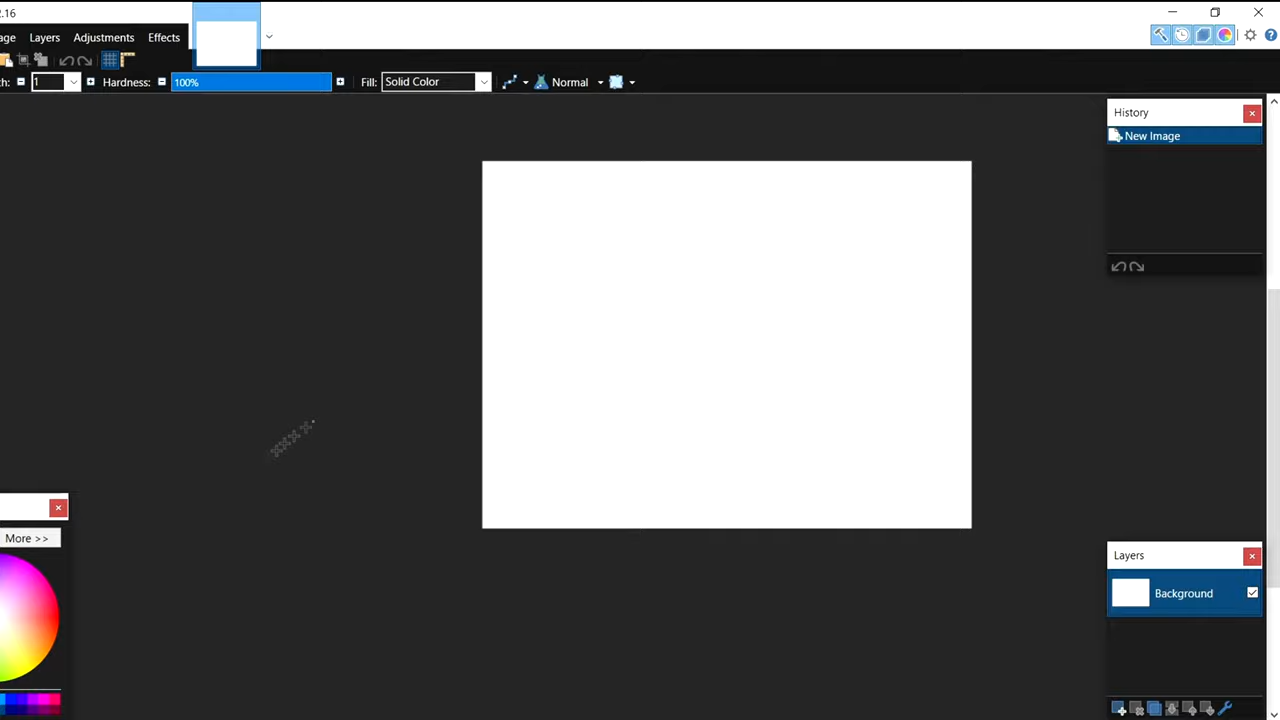 2.16
age Layers Adjustments Effects
th: 1 Hardness: 100% Fill: Solid Color Normal
History
New Image
More >>
Layers
Background